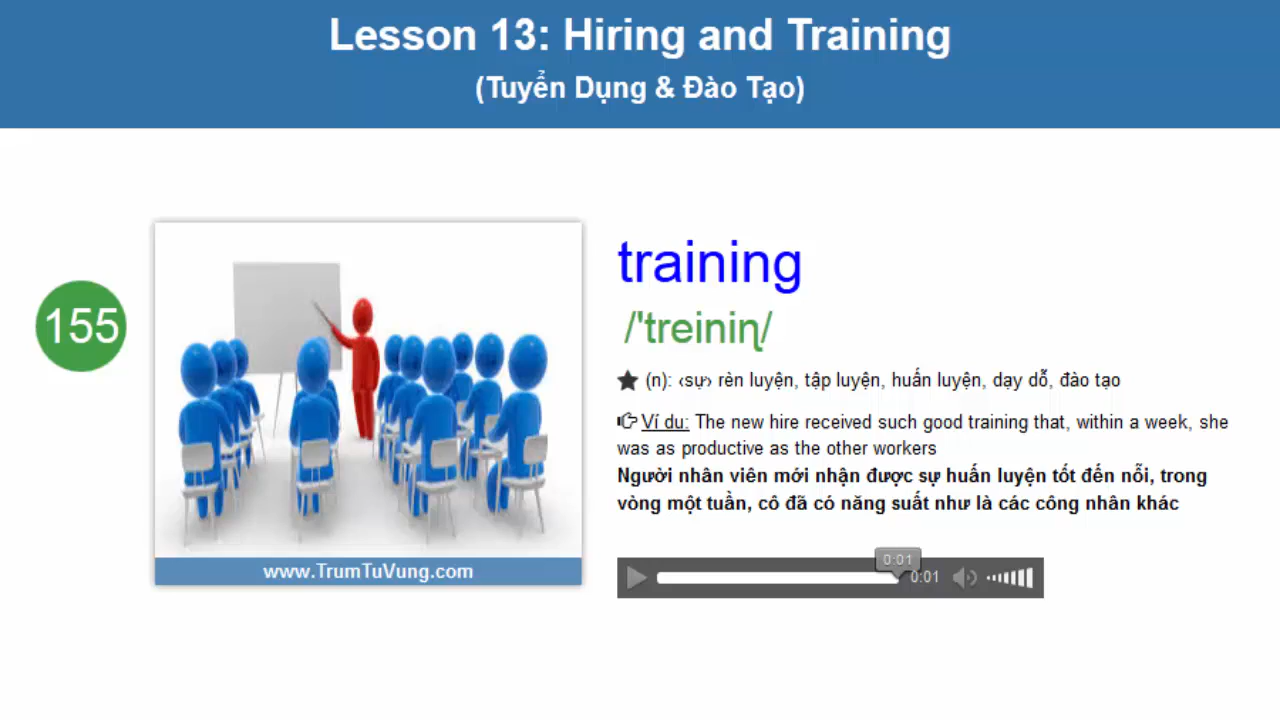 Lesson 13: Hiring and Training
(Tuyển Dụng & Đào Tạo)
155
training
/'treiniɳ/
(n): ‹sự› rèn luyện, tập luyện, huấn luyện, dạy dỗ, đào tạo
Ví dụ: The new hire received such good training that, within a week, she
was as productive as the other workers
Người nhân viên mới nhận được sự huấn luyện tốt đến nỗi, trong
vòng một tuần, cô đã có năng suất như là các công nhân khác
www.TrumTuVung.com
0:01
0:01